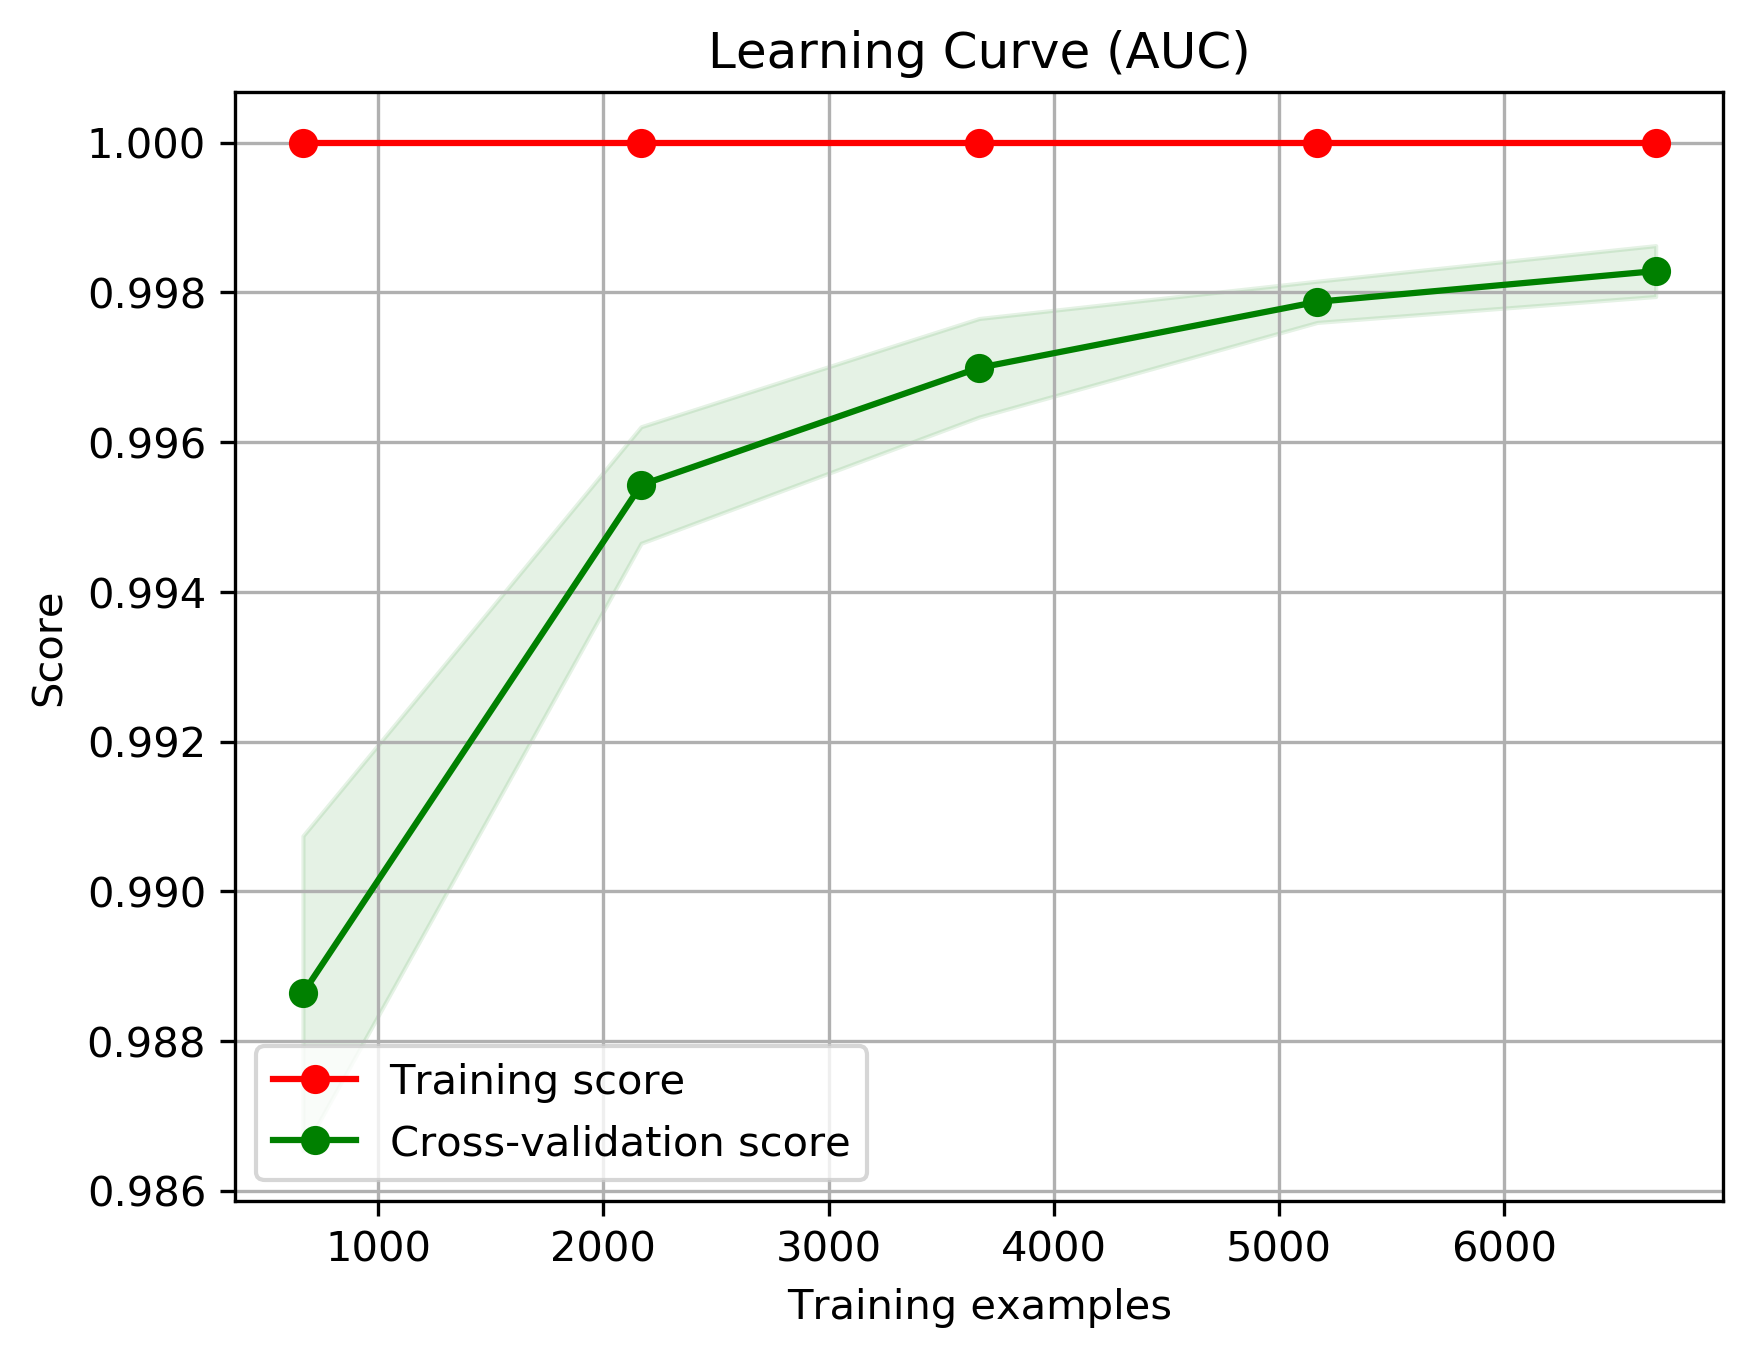 Learning Curve (AUC)
1.000
0.998
0.996
0.994
0.992
0.990
0.988
0.986
Score
Training score
Cross-validation score
1000 2000 3000 4000 5000 6000
Training examples